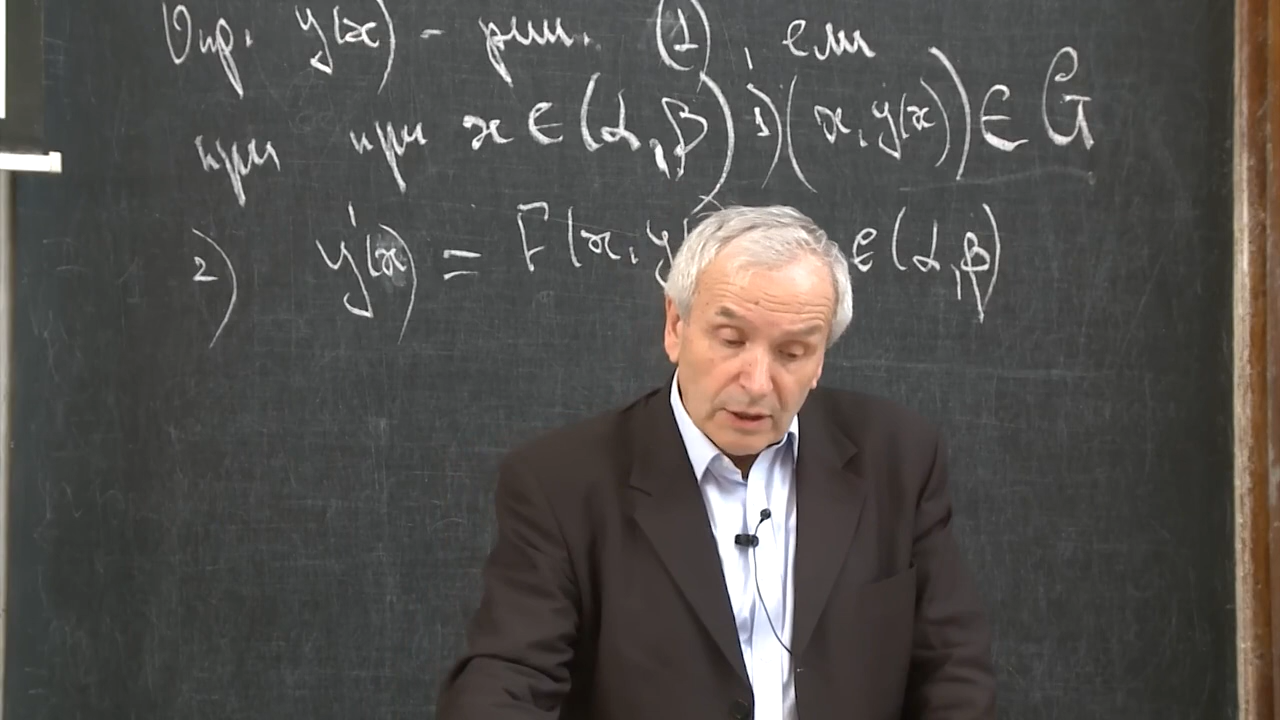 Опр. y(x) - реш. (1), если
при при x ∈ (α, β) 1) (x, y(x)) ∈ G
2) y'(x) = F(x, y( ∈ (α, β)